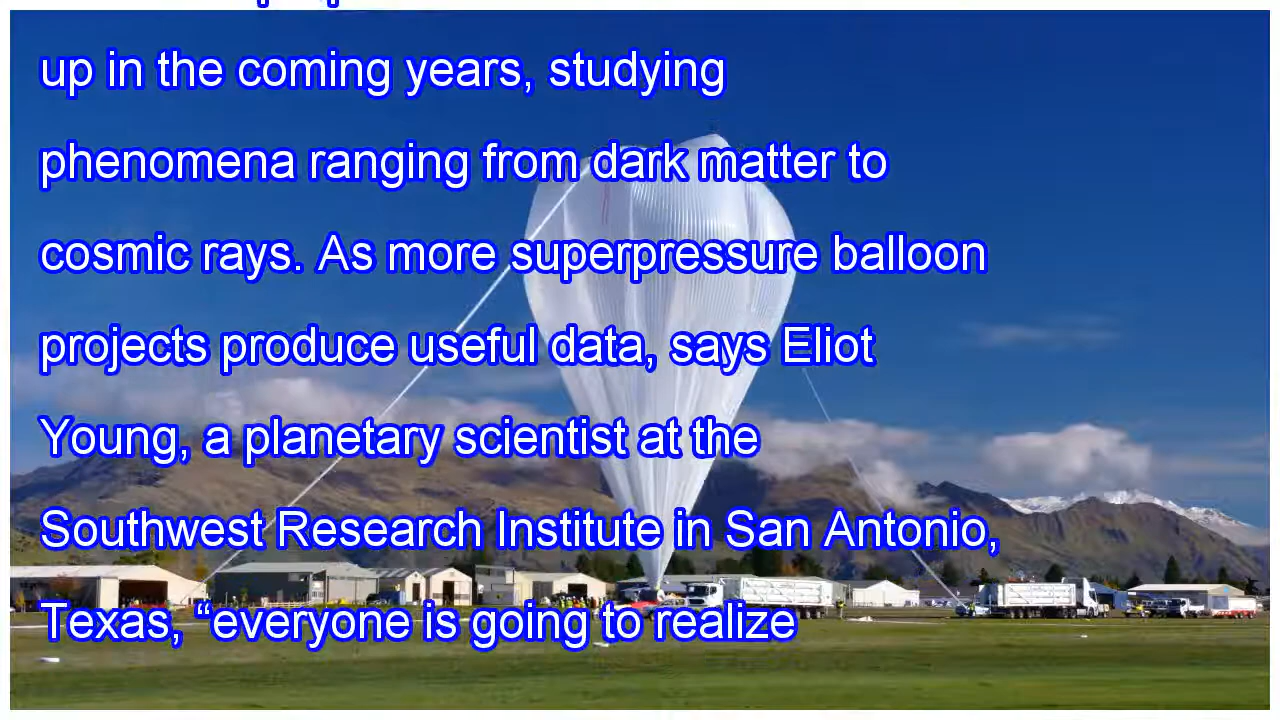 up in the coming years, studying
phenomena ranging from dark matter to
cosmic rays. As more superpressure balloon
projects produce useful data, says Eliot
Young, a planetary scientist at the
Southwest Research Institute in San Antonio,
Texas, “everyone is going to realize